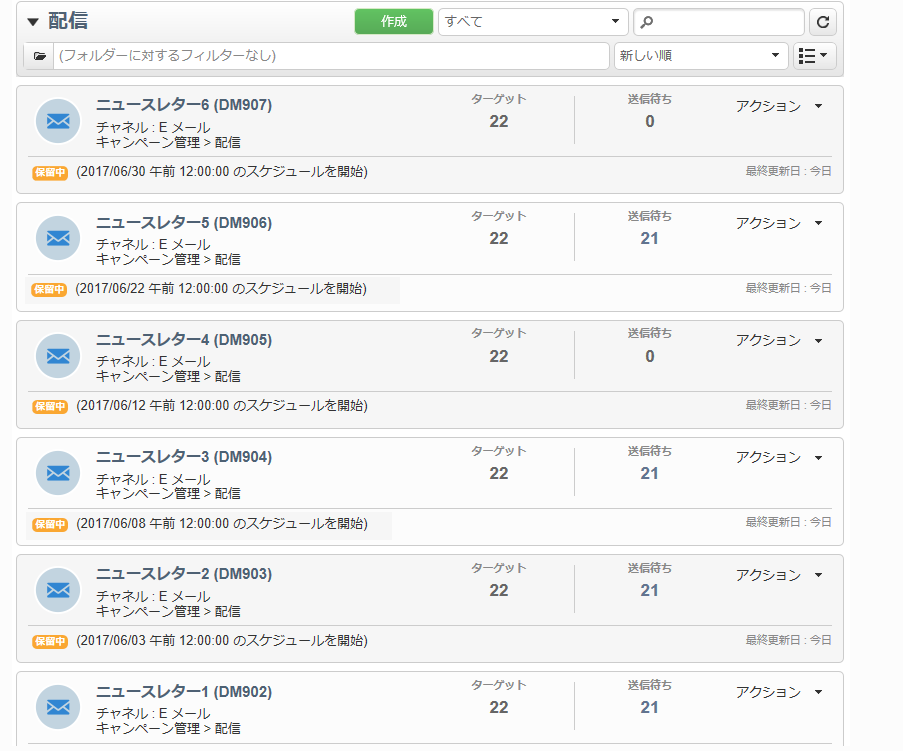 配信
作成
すべて
(フォルダーに対するフィルターなし)
新しい順
ニュースレター6 (DM907)
チャネル : E メール
キャンペーン管理 > 配信
ターゲット
22
送信待ち
0
アクション
保留中 (2017/06/30 午前 12:00:00 のスケジュールを開始)
最終更新日 : 今日
ニュースレター5 (DM906)
チャネル : E メール
キャンペーン管理 > 配信
ターゲット
22
送信待ち
21
アクション
保留中 (2017/06/22 午前 12:00:00 のスケジュールを開始)
最終更新日 : 今日
ニュースレター4 (DM905)
チャネル : E メール
キャンペーン管理 > 配信
ターゲット
22
送信待ち
0
アクション
保留中 (2017/06/12 午前 12:00:00 のスケジュールを開始)
最終更新日 : 今日
ニュースレター3 (DM904)
チャネル : E メール
キャンペーン管理 > 配信
ターゲット
22
送信待ち
21
アクション
保留中 (2017/06/08 午前 12:00:00 のスケジュールを開始)
最終更新日 : 今日
ニュースレター2 (DM903)
チャネル : E メール
キャンペーン管理 > 配信
ターゲット
22
送信待ち
21
アクション
保留中 (2017/06/03 午前 12:00:00 のスケジュールを開始)
最終更新日 : 今日
ニュースレター1 (DM902)
チャネル : E メール
キャンペーン管理 > 配信
ターゲット
22
送信待ち
21
アクション